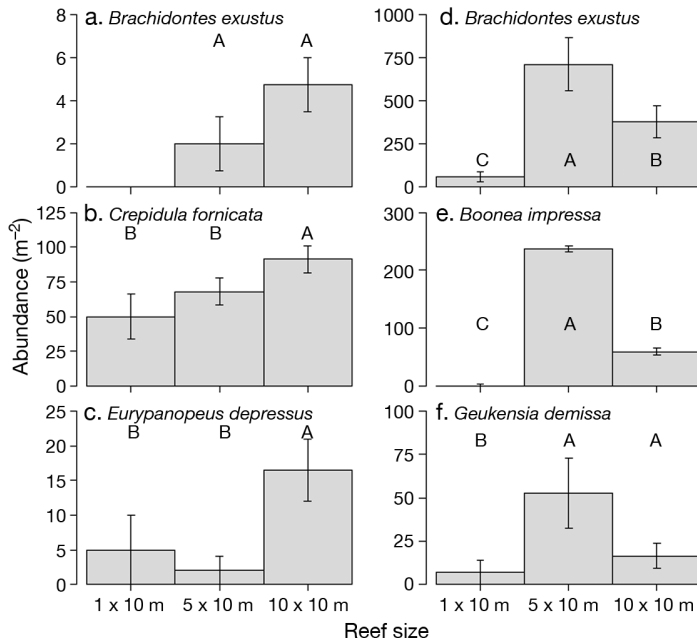 a. Brachidontes exustus
8
6
4
2
0
A
A
b. Crepidula fornicata
125
100
75
50
25
0
B
B
A
c. Eurypanopeus depressus
25
20
15
10
5
0
B
B
A
1 x 10 m
5 x 10 m
10 x 10 m
d. Brachidontes exustus
1000
750
500
250
0
C
A
B
e. Boonea impressa
300
200
100
0
C
A
B
f. Geukensia demissa
100
75
50
25
0
B
A
A
1 x 10 m
5 x 10 m
10 x 10 m
Abundance (m–2)
Reef size